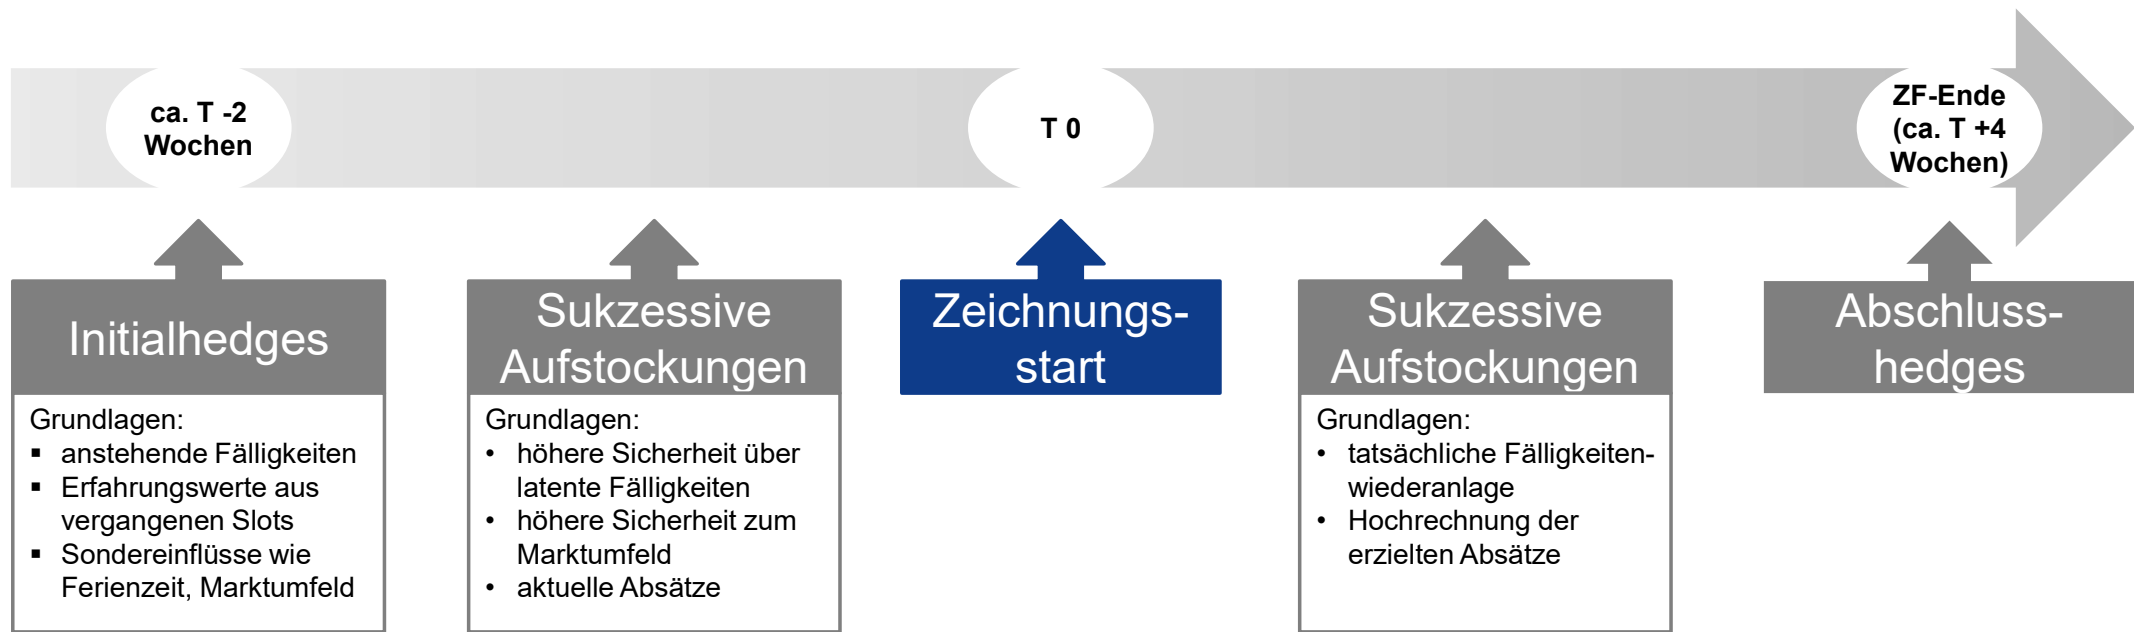 ca. T -2
Wochen
T 0
ZF-Ende
(ca. T +4
Wochen)
Initialhedges
Grundlagen:
▪ anstehende Fälligkeiten
▪ Erfahrungswerte aus
vergangenen Slots
▪ Sondereinflüsse wie
Ferienzeit, Marktumfeld
Sukzessive
Aufstockungen
Grundlagen:
• höhere Sicherheit über
latente Fälligkeiten
• höhere Sicherheit zum
Marktumfeld
• aktuelle Absätze
Zeichnungs-
start
Sukzessive
Aufstockungen
Grundlagen:
• tatsächliche Fälligkeiten-
wiederanlage
• Hochrechnung der
erzielten Absätze
Abschluss-
hedges